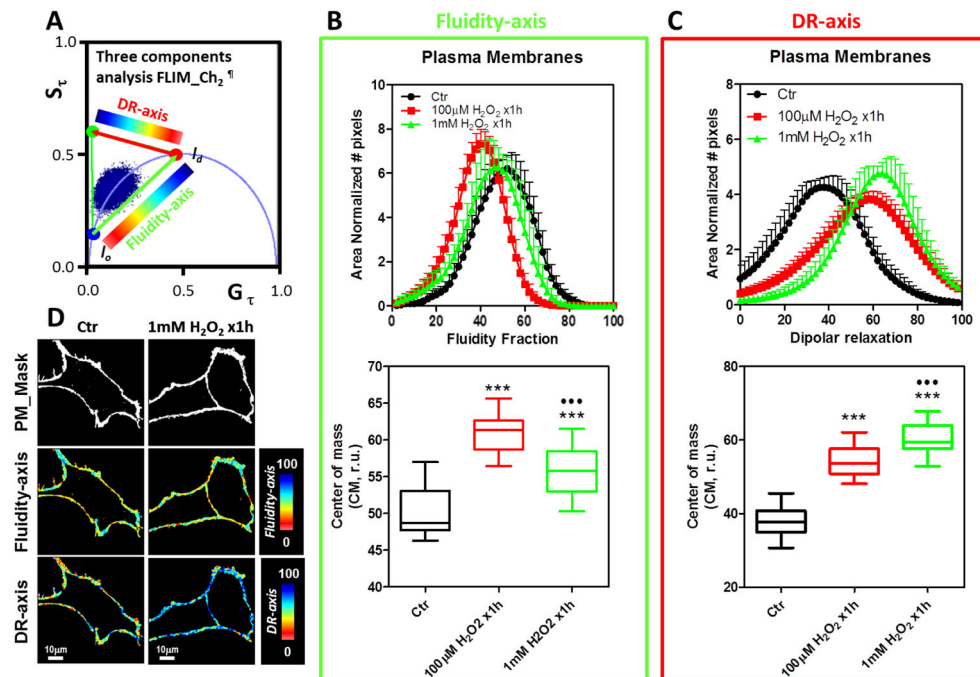 A
1.0
Three components
analysis FLIM_Ch₂ ¶
DR-axis
Sτ
0.5
l_d
Fluidity-axis
l_o
0.0
0.0
0.5
1.0
Gτ
B
Fluidity-axis
Plasma Membranes
10
8
6
4
2
0
Ctr
100µM H₂O₂ x1h
1mM H₂O₂ x1h
Area Normalized # pixels
0 20 40 60 80 100
Fluidity Fraction
70
65
60
55
50
45
40
Center of mass
(CM, r.u.)
***
•••
***
Ctr
100µM H₂O2 x1h
1mM H2O2 x1h
C
DR-axis
Plasma Membranes
8
6
4
2
0
Ctr
100µM H₂O₂ x1h
1mM H₂O₂ x1h
Area Normalized # pixels
0 20 40 60 80 100
Dipolar relaxation
80
60
40
20
Center of mass
(CM, r.u.)
***
•••
***
Ctr
100µM H₂O₂ x1h
1mM H₂O₂ x1h
D
Ctr
1mM H₂O₂ x1h
PM_Mask
Fluidity-axis
100
Fluidity-axis
0
DR-axis
10µm
10µm
100
DR-axis
0